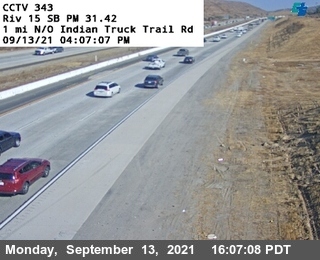 CCTV 343
Riv 15 SB PM 31.42
1 mi N/O Indian Truck Trail Rd
09/13/21 04:07:07 PM
Monday, September 13, 2021 16:07:08 PDT